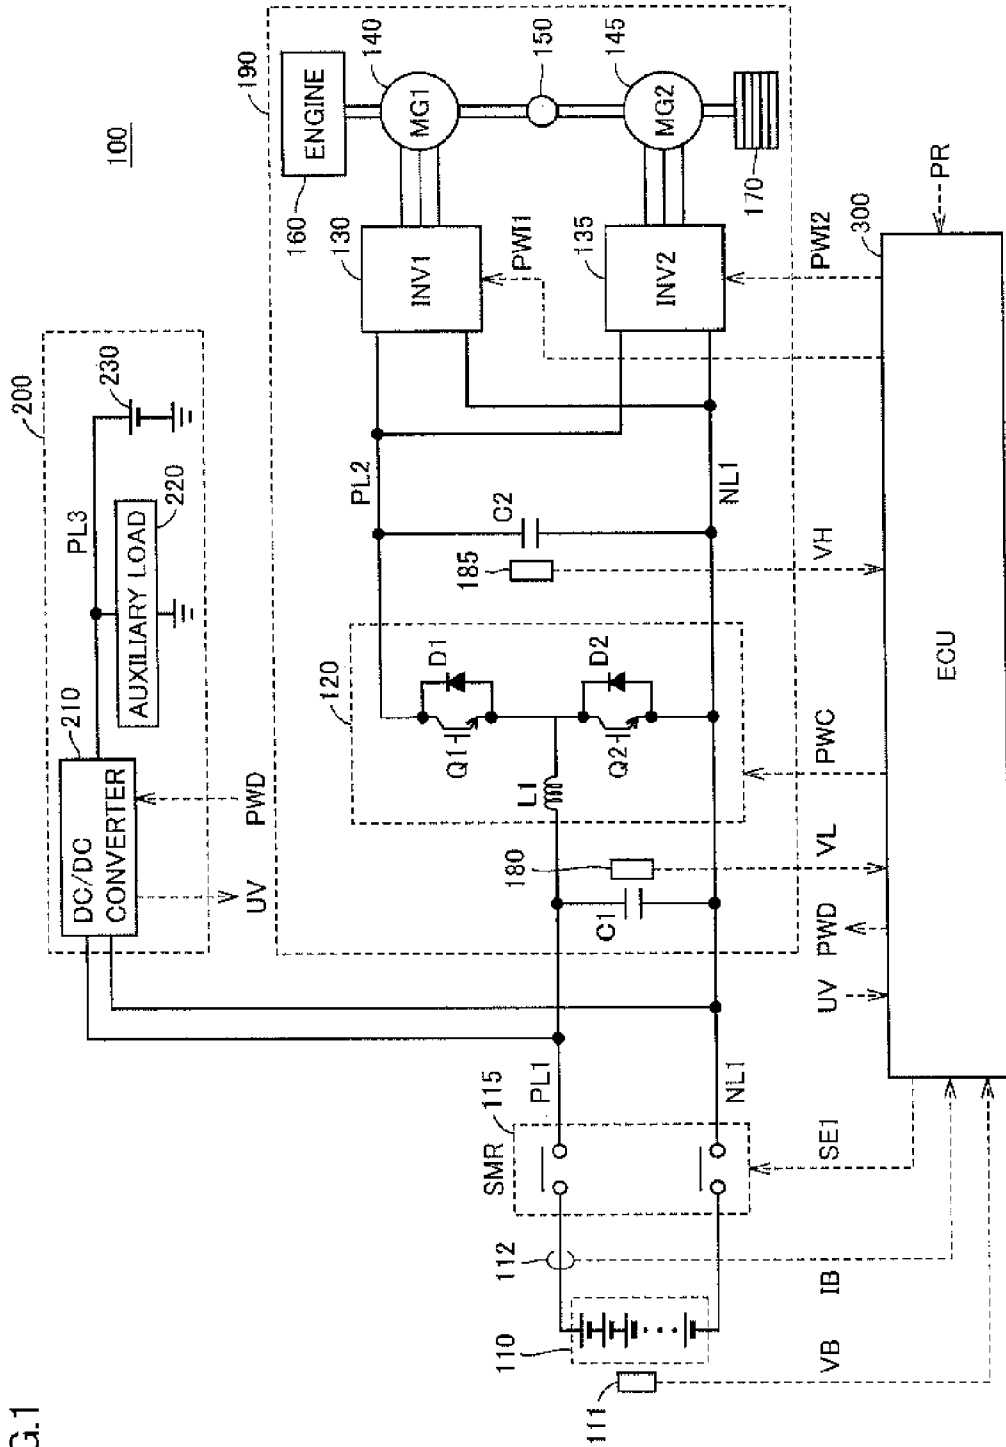 G.1
100
200
230
PL3
220
AUXILIARY LOAD
210
DC/DC
CONVERTER
PWD
UV
190
ENGINE
160
140
MG1
150
145
MG2
170
130
INV1
PWI1
135
INV2
PL2
NL1
C2
185
VH
120
D1
D2
Q1
Q2
L1
PWC
180
C1
VL
PWD
UV
PWI2
300
PR
ECU
115
SMR
PL1
NL1
SE1
112
IB
110
VB
111